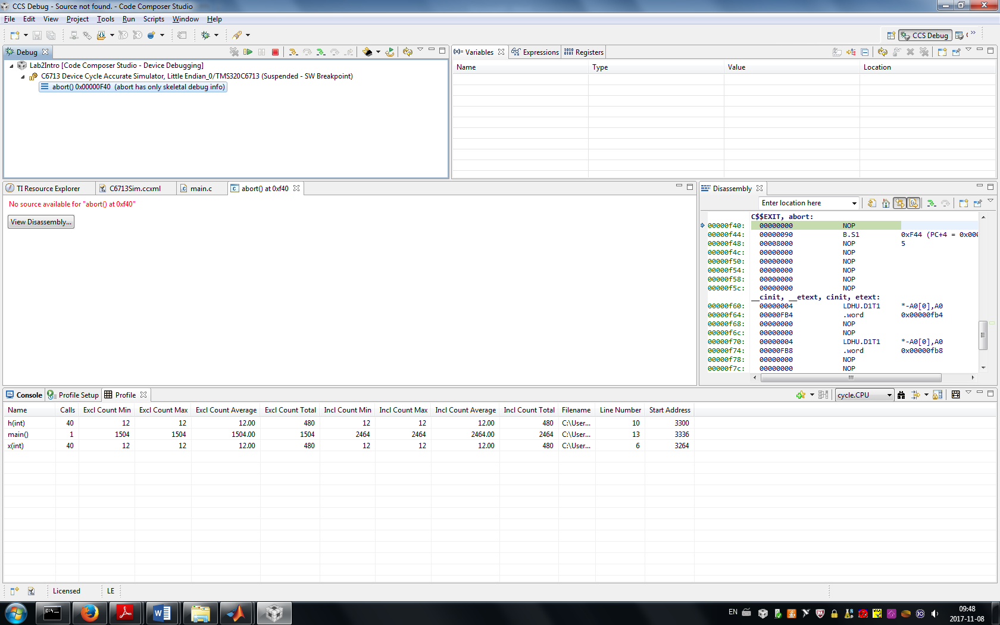 CCS Debug - Source not found. - Code Composer Studio
File Edit View Project Tools Run Scripts Window Help
CCS Debug
Debug
Lab2Intro [Code Composer Studio - Device Debugging]
C6713 Device Cycle Accurate Simulator, Little Endian_0/TMS320C6713 (Suspended - SW Breakpoint)
abort() 0x00000F40 (abort has only skeletal debug info)
(x)= Variables Expressions Registers
Name Type Value Location
TI Resource Explorer C6713Sim.ccxml main.c abort() at 0xf40
No source available for "abort() at 0xf40"
View Disassembly...
Disassembly
Enter location here
C$$EXIT, abort:
00000f40: 00000000 NOP
00000f44: 00000090 B.S1 0xF44 (PC+4 = 0x000
00000f48: 00008000 NOP 5
00000f4c: 00000000 NOP
00000f50: 00000000 NOP
00000f54: 00000000 NOP
00000f58: 00000000 NOP
00000f5c: 00000000 NOP
__cinit, __etext, cinit, etext:
00000f60: 00000004 LDHU.D1T1 *-A0[0],A0
00000f64: 00000FB4 .word 0x00000fb4
00000f68: 00000000 NOP
00000f6c: 00000000 NOP
00000f70: 00000004 LDHU.D1T1 *-A0[0],A0
00000f74: 00000FB8 .word 0x00000fb8
00000f78: 00000000 NOP
00000f7c: 00000000 NOP
Console Profile Setup Profile
cycle.CPU
Name Calls Excl Count Min Excl Count Max Excl Count Average Excl Count Total Incl Count Min Incl Count Max Incl Count Average Incl Count Total Filename Line Number Start Address
h(int) 40 12 12 12.00 480 12 12 12.00 480 C:\User... 10 3300
main() 1 1504 1504 1504.00 1504 2464 2464 2464.00 2464 C:\User... 13 3336
x(int) 40 12 12 12.00 480 12 12 12.00 480 C:\User... 6 3264
Licensed LE
EN
09:48
2017-11-08